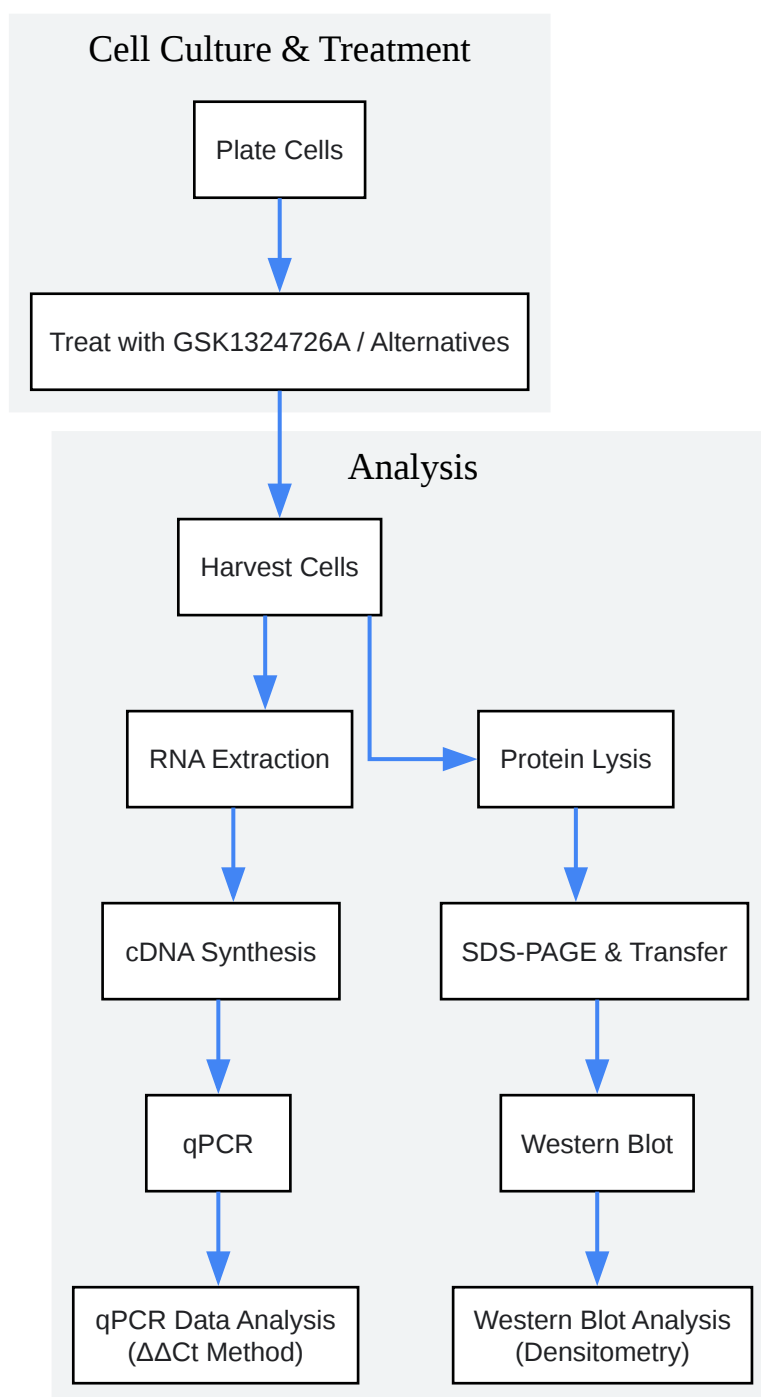 Cell Culture & Treatment
Plate Cells
Treat with GSK1324726A / Alternatives
Analysis
Harvest Cells
RNA Extraction
Protein Lysis
cDNA Synthesis
SDS-PAGE & Transfer
qPCR
Western Blot
qPCR Data Analysis
(ΔΔCt Method)
Western Blot Analysis
(Densitometry)